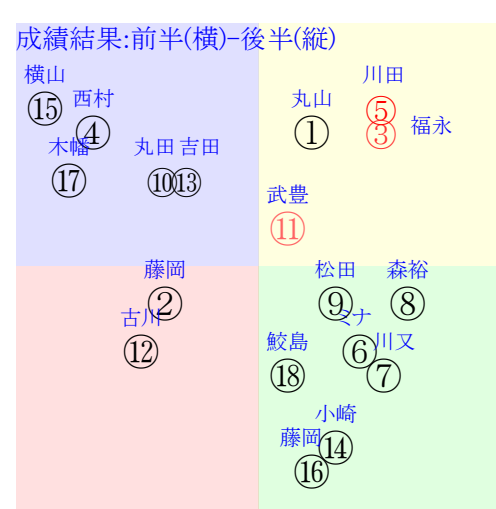 成績結果:前半(横)-後半(縦)
横山
川田
⑮
西村
丸山
⑤
④
①
③
福永
木幡
丸田
吉田
⑰
⑩
⑬
武豊
⑪
藤岡
松田
森裕
②
⑨
⑧
古川
ミナ
⑫
鮫島
⑥
川又
⑱
⑦
小崎
藤岡
⑭
⑯